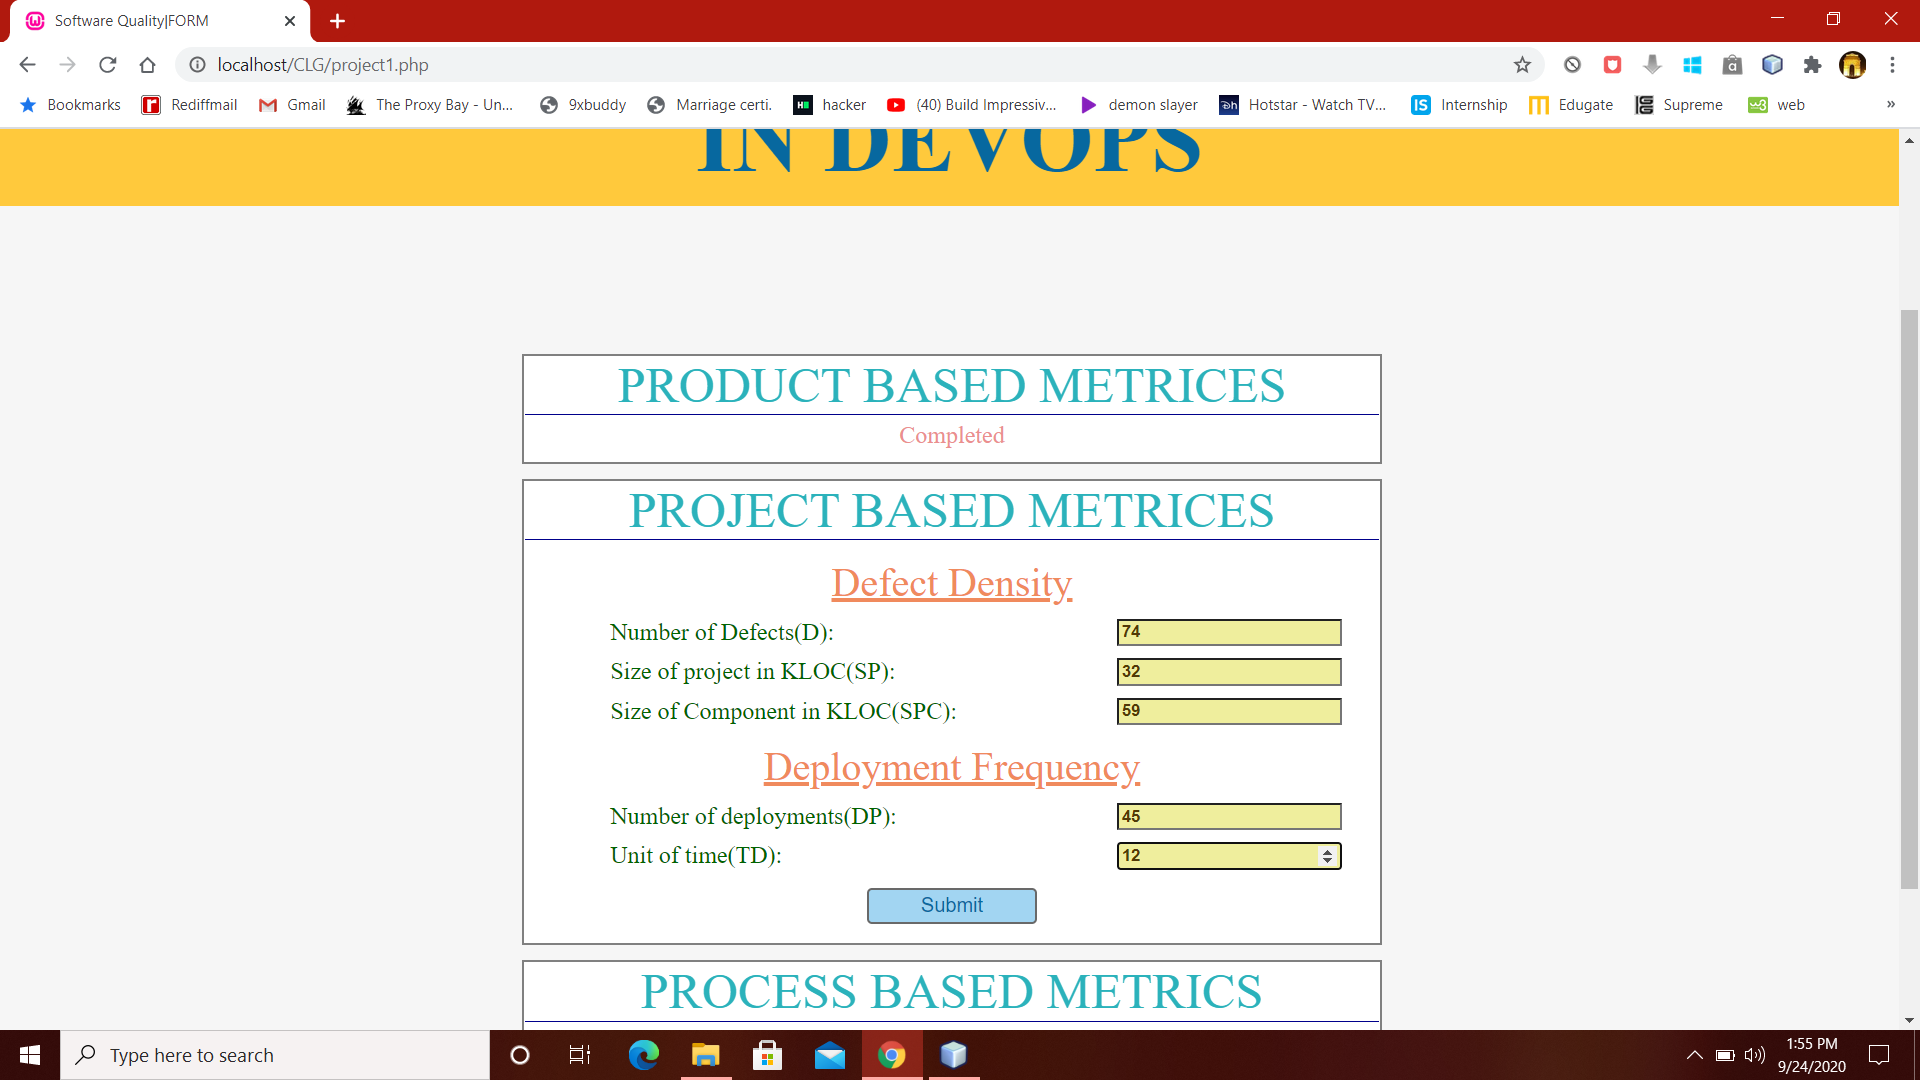 Software Quality|FORM
localhost/CLG/project1.php
Bookmarks Rediffmail Gmail The Proxy Bay - Un... 9xbuddy Marriage certi. hacker (40) Build Impressiv... demon slayer Hotstar - Watch TV... Internship Edugate Supreme web »
IN DEVOPS
PRODUCT BASED METRICES
Completed
PROJECT BASED METRICES
Defect Density
Number of Defects(D): 74
Size of project in KLOC(SP): 32
Size of Component in KLOC(SPC): 59
Deployment Frequency
Number of deployments(DP): 45
Unit of time(TD): 12
Submit
PROCESS BASED METRICS
Type here to search
1:55 PM
9/24/2020